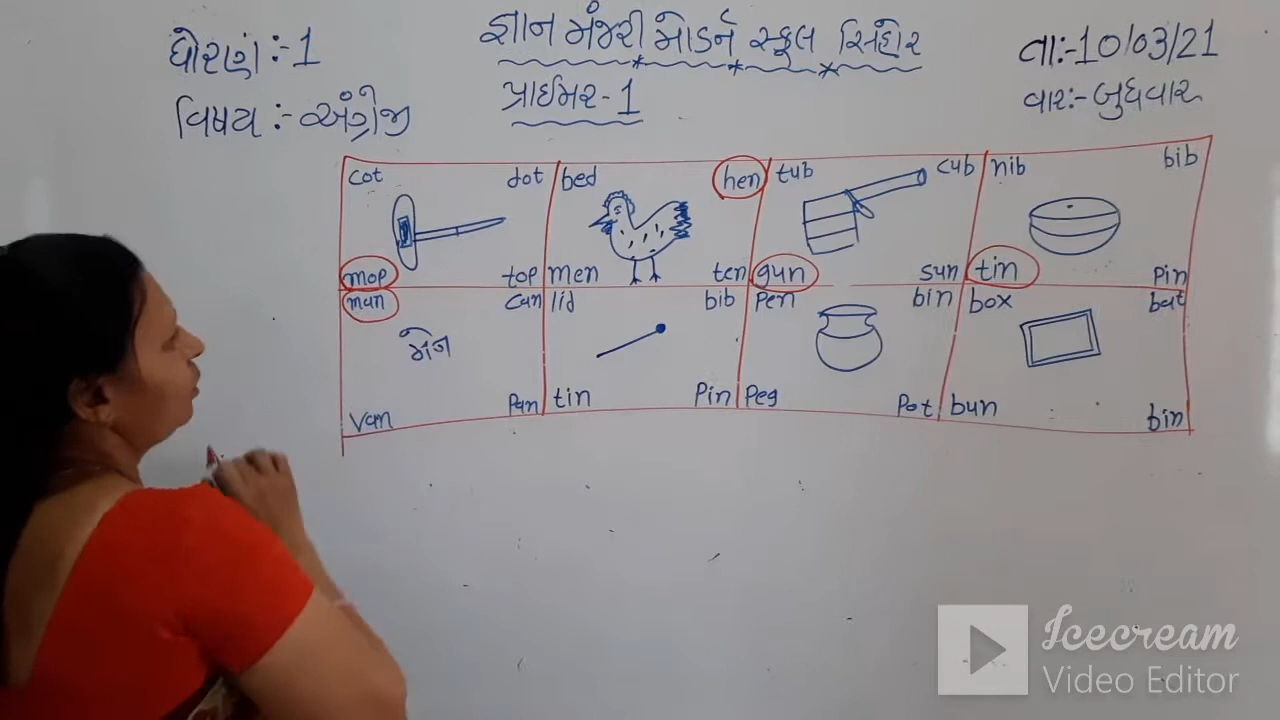 ધોરણ :- 1
જ્ઞાન મંજરી મોડર્ન સ્કૂલ સિહોર
તા:- 10/03/21
વિષય :- અંગ્રેજી
પ્રાઈમર - 1
વાર:- બુધવાર
cot dot bed hen tub cub nib bib
mop top men ten gun sun tin pin
man can lid bib pen bin box bat
મેન
van pan tin pin peg pot bun bin
Icecream
Video Editor